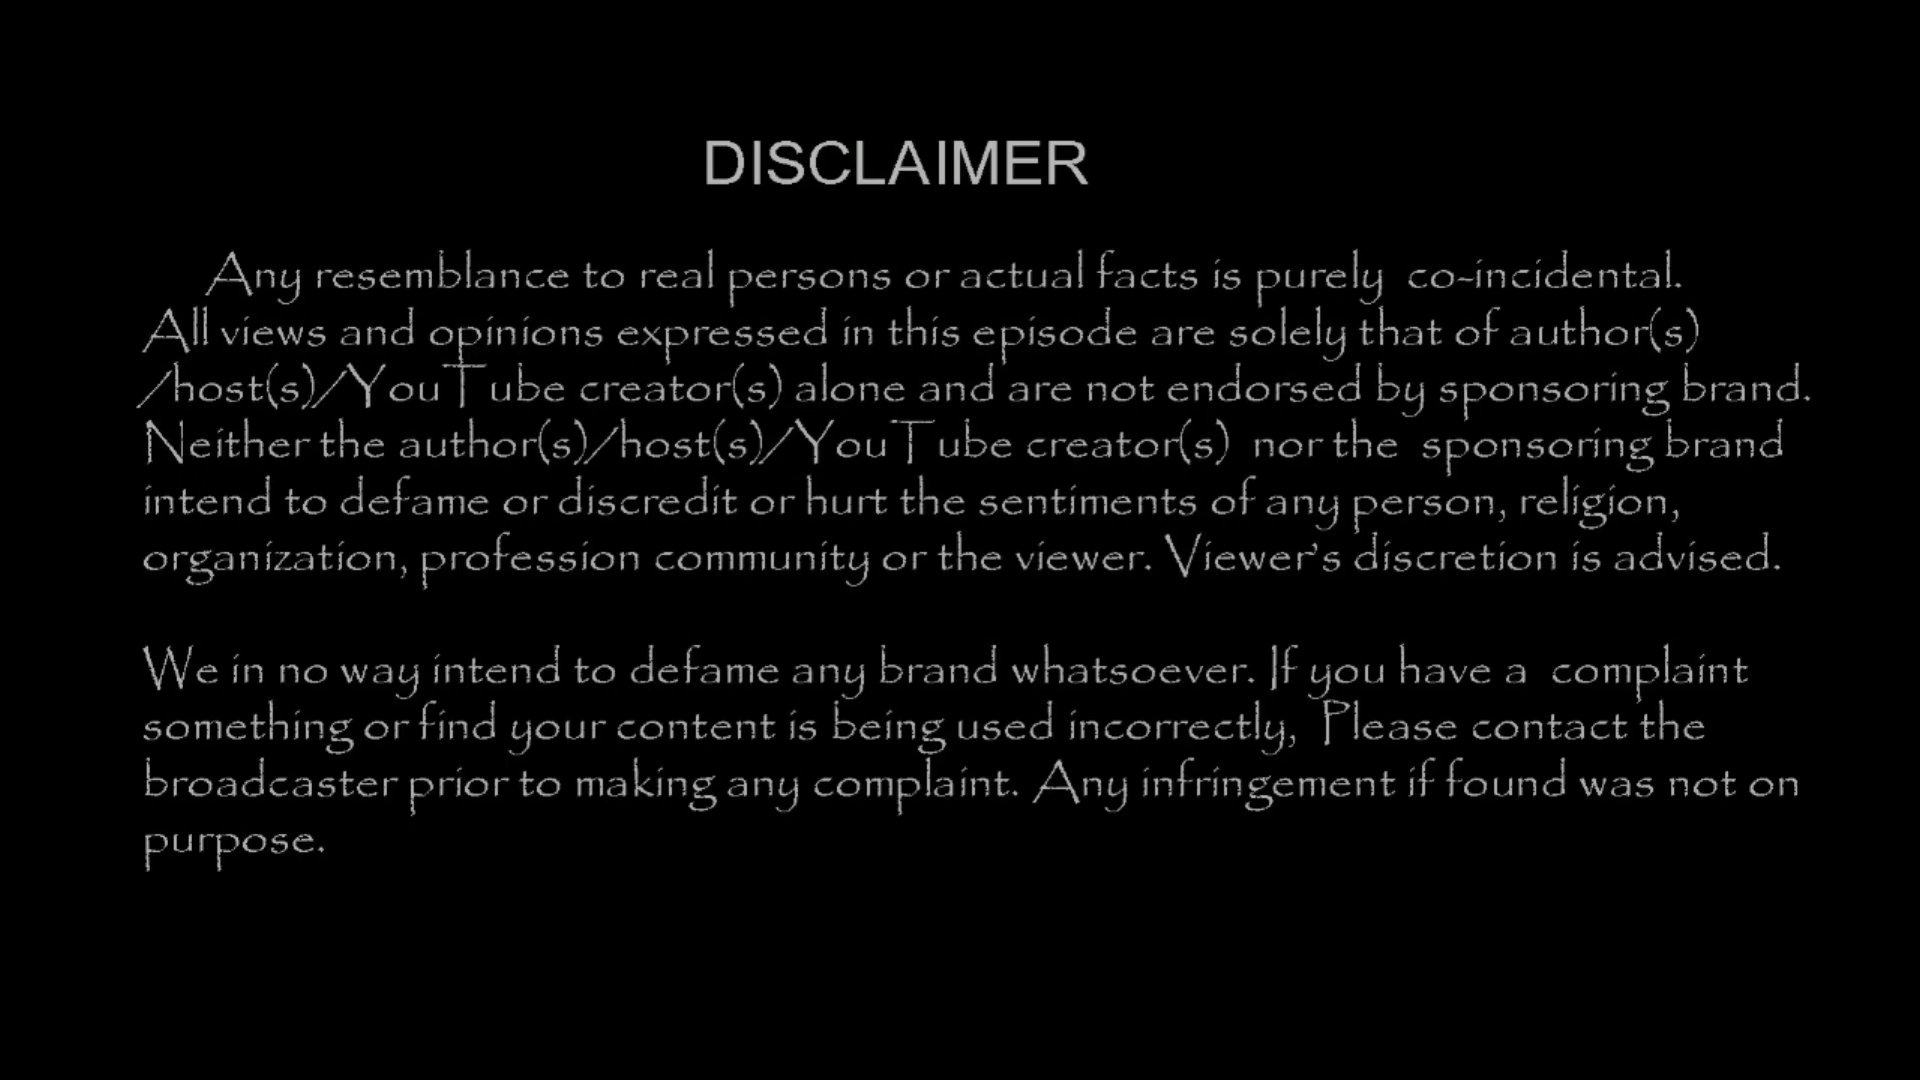 DISCLAIMER
Any resemblance to real persons or actual facts is purely co-incidental.
All views and opinions expressed in this episode are solely that of author(s)
/host(s)/YouTube creator(s) alone and are not endorsed by sponsoring brand.
Neither the author(s)/host(s)/YouTube creator(s) nor the sponsoring brand
intend to defame or discredit or hurt the sentiments of any person, religion,
organization, profession community or the viewer. Viewer's discretion is advised.
We in no way intend to defame any brand whatsoever. If you have a complaint
something or find your content is being used incorrectly, Please contact the
broadcaster prior to making any complaint. Any infringement if found was not on
purpose.